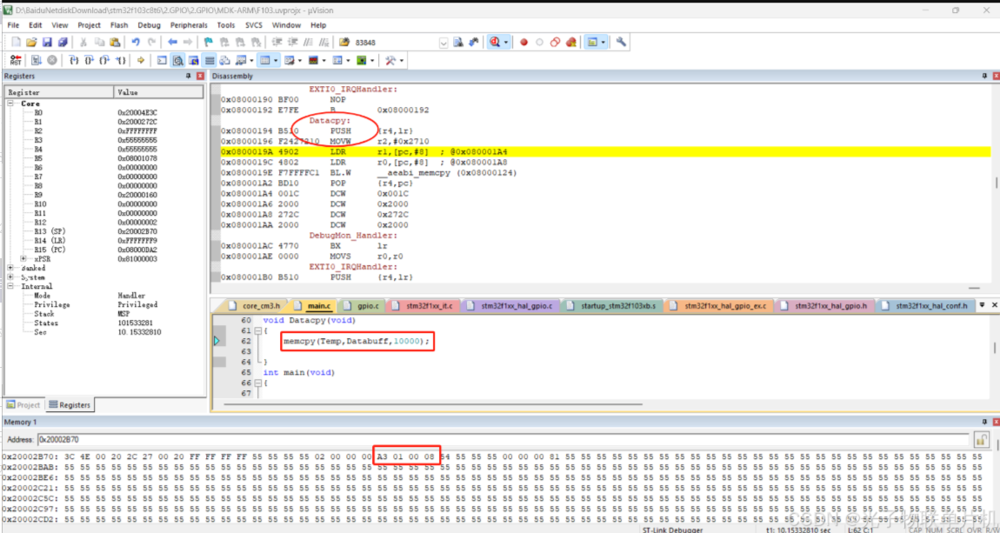 D:\BaiduNetdiskDownload\stm32f103c8t6\2.GPIO\2.GPIO\MDK-ARM\F103.uvprojx - µVision
File Edit View Project Flash Debug Peripherals Tools SVCS Window Help
83848
Registers
Register Value
Core
R0 0x20004E3C
R1 0x2000272C
R2 0xFFFFFFFF
R3 0x55555555
R4 0x55555555
R5 0x08001078
R6 0x00000000
R7 0x00000000
R8 0x00000000
R9 0x20000160
R10 0x00000000
R11 0x00000000
R12 0x00000002
R13 (SP) 0x20002B70
R14 (LR) 0xFFFFFFF9
R15 (PC) 0x08000DA2
xPSR 0x81000003
Banked
System
Internal
Mode Handler
Privilege Privileged
Stack MSP
States 101533281
Sec 10.15332810
Project Registers
Disassembly
EXTI0_IRQHandler:
0x08000190 BF00 NOP
0x08000192 E7FE B 0x08000192
Datacpy:
0x08000194 B510 PUSH {r4,lr}
0x08000196 F2427210 MOVW r2,#0x2710
0x0800019A 4902 LDR r1,[pc,#8] ; @0x080001A4
0x0800019C 4802 LDR r0,[pc,#8] ; @0x080001A8
0x0800019E F7FFFFC1 BL.W __aeabi_memcpy (0x08000124)
0x080001A2 BD10 POP {r4,pc}
0x080001A4 001C DCW 0x001C
0x080001A6 2000 DCW 0x2000
0x080001A8 272C DCW 0x272C
0x080001AA 2000 DCW 0x2000
DebugMon_Handler:
0x080001AC 4770 BX lr
0x080001AE 0000 MOVS r0,r0
EXTI0_IRQHandler:
0x080001B0 B510 PUSH {r4,lr}
core_cm3.h main.c gpio.c stm32f1xx_it.c stm32f1xx_hal_gpio.c startup_stm32f103xb.s stm32f1xx_hal_gpio_ex.c stm32f1xx_hal_gpio.h stm32f1xx_hal_conf.h
60 void Datacpy(void)
61 {
62 memcpy(Temp,Databuff,10000);
63
64 }
65 int main(void)
66 {
67
Memory 1
Address: 0x20002B70
0x20002B70: 3C 4E 00 20 2C 27 00 20 FF FF FF FF 55 55 55 55 02 00 00 00 A3 01 00 08 54 55 55 55 00 00 00 81 55 55 55 55 55 55 55 55 55 55 55 55 55 55 55 55 55 55 55 55 55 55 55 55 55 55 55
0x20002BAB: 55 55 55 55 55 55 55 55 55 55 55 55 55 55 55 55 55 55 55 55 55 55 55 55 55 55 55 55 55 55 55 55 55 55 55 55 55 55 55 55 55 55 55 55 55 55 55 55 55 55 55 55 55 55 55 55 55 55 55
0x20002BE6: 55 55 55 55 55 55 55 55 55 55 55 55 55 55 55 55 55 55 55 55 55 55 55 55 55 55 55 55 55 55 55 55 55 55 55 55 55 55 55 55 55 55 55 55 55 55 55 55 55 55 55 55 55 55 55 55 55 55 55
0x20002C21: 55 55 55 55 55 55 55 55 55 55 55 55 55 55 55 55 55 55 55 55 55 55 55 55 55 55 55 55 55 55 55 55 55 55 55 55 55 55 55 55 55 55 55 55 55 55 55 55 55 55 55 55 55 55 55 55 55 55 55
0x20002C5C: 55 55 55 55 55 55 55 55 55 55 55 55 55 55 55 55 55 55 55 55 55 55 55 55 55 55 55 55 55 55 55 55 55 55 55 55 55 55 55 55 55 55 55 55 55 55 55 55 55 55 55 55 55 55 55 55 55 55 55
0x20002C97: 55 55 55 55 55 55 55 55 55 55 55 55 55 55 55 55 55 55 55 55 55 55 55 55 55 55 55 55 55 55 55 55 55 55 55 55 55 55 55 55 55 55 55 55 55 55 55 55 55 55 55 55 55 55 55 55 55 55 55
0x20002CD2: 55 55 55 55 55 55 55 55 55 55 55 55 55 55 55 55 55 55 55 55 55 55 55 55 55 55 55 55 55 55 55 55 55 55 55 55 55 55 55 55 55 55 55 55 55 55 55 55 55 55 55 55 55 55 55 55 55 55 55
ST-Link Debugger t1: 10.15332810 sec L:62 C:1 CAP NUM SCRL OVR R/W